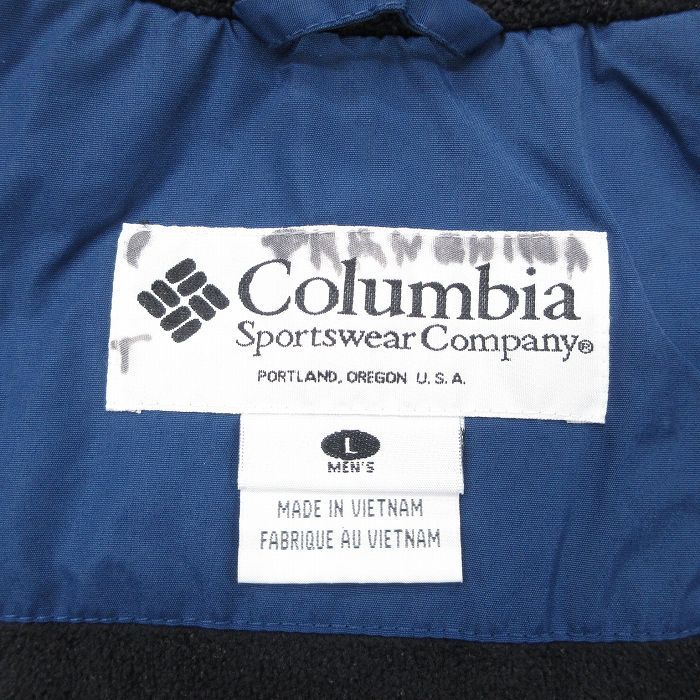 Columbia
Sportswear Company®
PORTLAND, OREGON U.S.A.
L
MEN'S
MADE IN VIETNAM
FABRIQUE AU VIETNAM